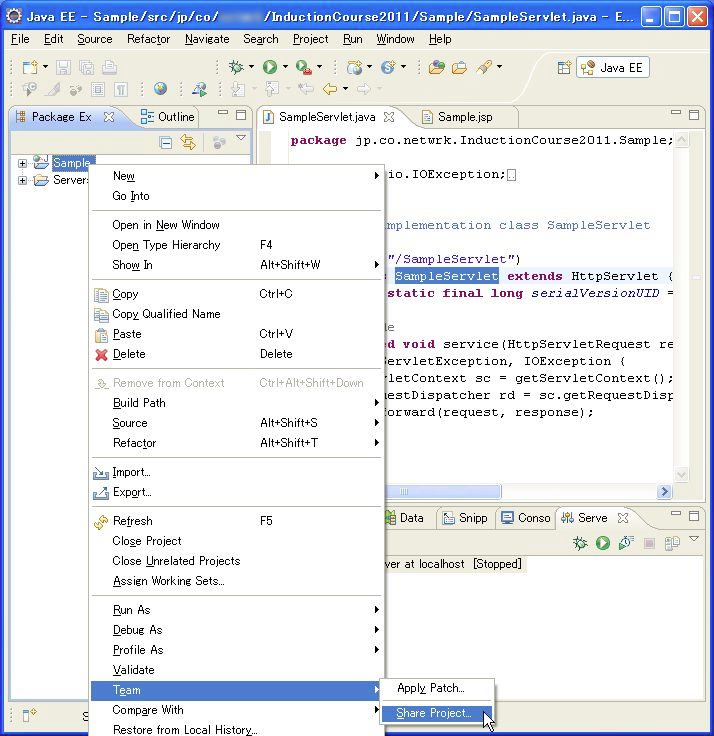 Java EE - Sample/src/jp/co/ /InductionCourse2011/Sample/SampleServlet.java - E...
File Edit Source Refactor Navigate Search Project Run Window Help
Java EE
Package Ex Outline SampleServlet.java Sample.jsp
package jp.co.netwrk.InductionCourse2011.Sample;
Sample
io.IOException;
Servers
New
Go Into
mplementation class SampleServlet
Open in New Window
Open Type Hierarchy F4
"/SampleServlet")
Show In Alt+Shift+W
s SampleServlet extends HttpServlet {
Copy Ctrl+C
static final long serialVersionUID =
Copy Qualified Name
Paste Ctrl+V
Delete Delete
d void service(HttpServletRequest re
ServletException, IOException {
Remove from Context Ctrl+Alt+Shift+Down
vletContext sc = getServletContext();
Build Path
uestDispatcher rd = sc.getRequestDisp
Source Alt+Shift+S
orward(request, response);
Refactor Alt+Shift+T
Import...
Export...
Refresh F5
Data Snipp Conso Serve
Close Project
Close Unrelated Projects
ver at localhost [Stopped]
Assign Working Sets...
Run As
Debug As
Profile As
Validate
Team
Apply Patch...
Compare With
Share Project...
Restore from Local History...